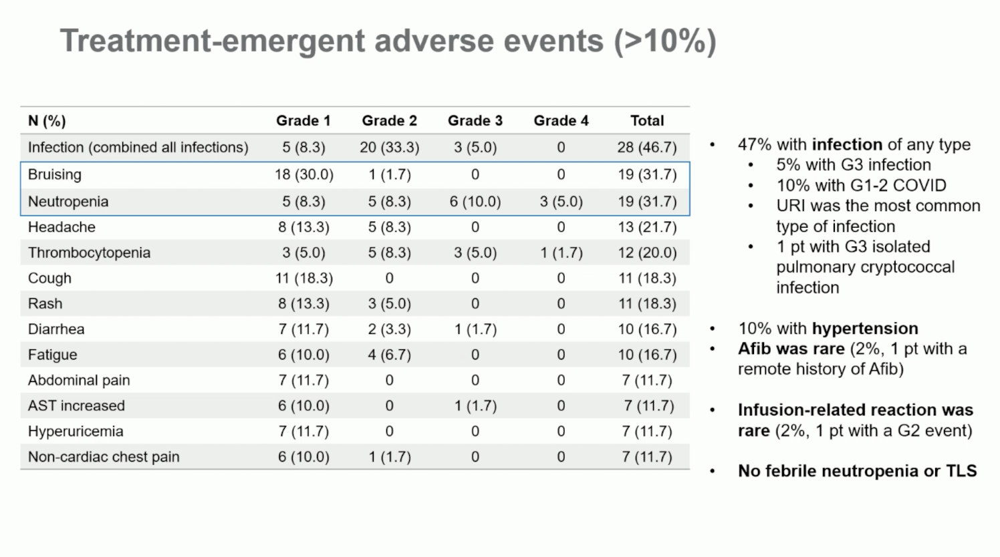 Treatment-emergent adverse events (>10%)
N (%) Grade 1 Grade 2 Grade 3 Grade 4 Total
Infection (combined all infections) 5 (8.3) 20 (33.3) 3 (5.0) 0 28 (46.7)
Bruising 18 (30.0) 1 (1.7) 0 0 19 (31.7)
Neutropenia 5 (8.3) 5 (8.3) 6 (10.0) 3 (5.0) 19 (31.7)
Headache 8 (13.3) 5 (8.3) 0 0 13 (21.7)
Thrombocytopenia 3 (5.0) 5 (8.3) 3 (5.0) 1 (1.7) 12 (20.0)
Cough 11 (18.3) 0 0 0 11 (18.3)
Rash 8 (13.3) 3 (5.0) 0 0 11 (18.3)
Diarrhea 7 (11.7) 2 (3.3) 1 (1.7) 0 10 (16.7)
Fatigue 6 (10.0) 4 (6.7) 0 0 10 (16.7)
Abdominal pain 7 (11.7) 0 0 0 7 (11.7)
AST increased 6 (10.0) 0 1 (1.7) 0 7 (11.7)
Hyperuricemia 7 (11.7) 0 0 0 7 (11.7)
Non-cardiac chest pain 6 (10.0) 1 (1.7) 0 0 7 (11.7)
• 47% with infection of any type
• 5% with G3 infection
• 10% with G1-2 COVID
• URI was the most common
type of infection
• 1 pt with G3 isolated
pulmonary cryptococcal
infection
• 10% with hypertension
• Afib was rare (2%, 1 pt with a
remote history of Afib)
• Infusion-related reaction was
rare (2%, 1 pt with a G2 event)
• No febrile neutropenia or TLS